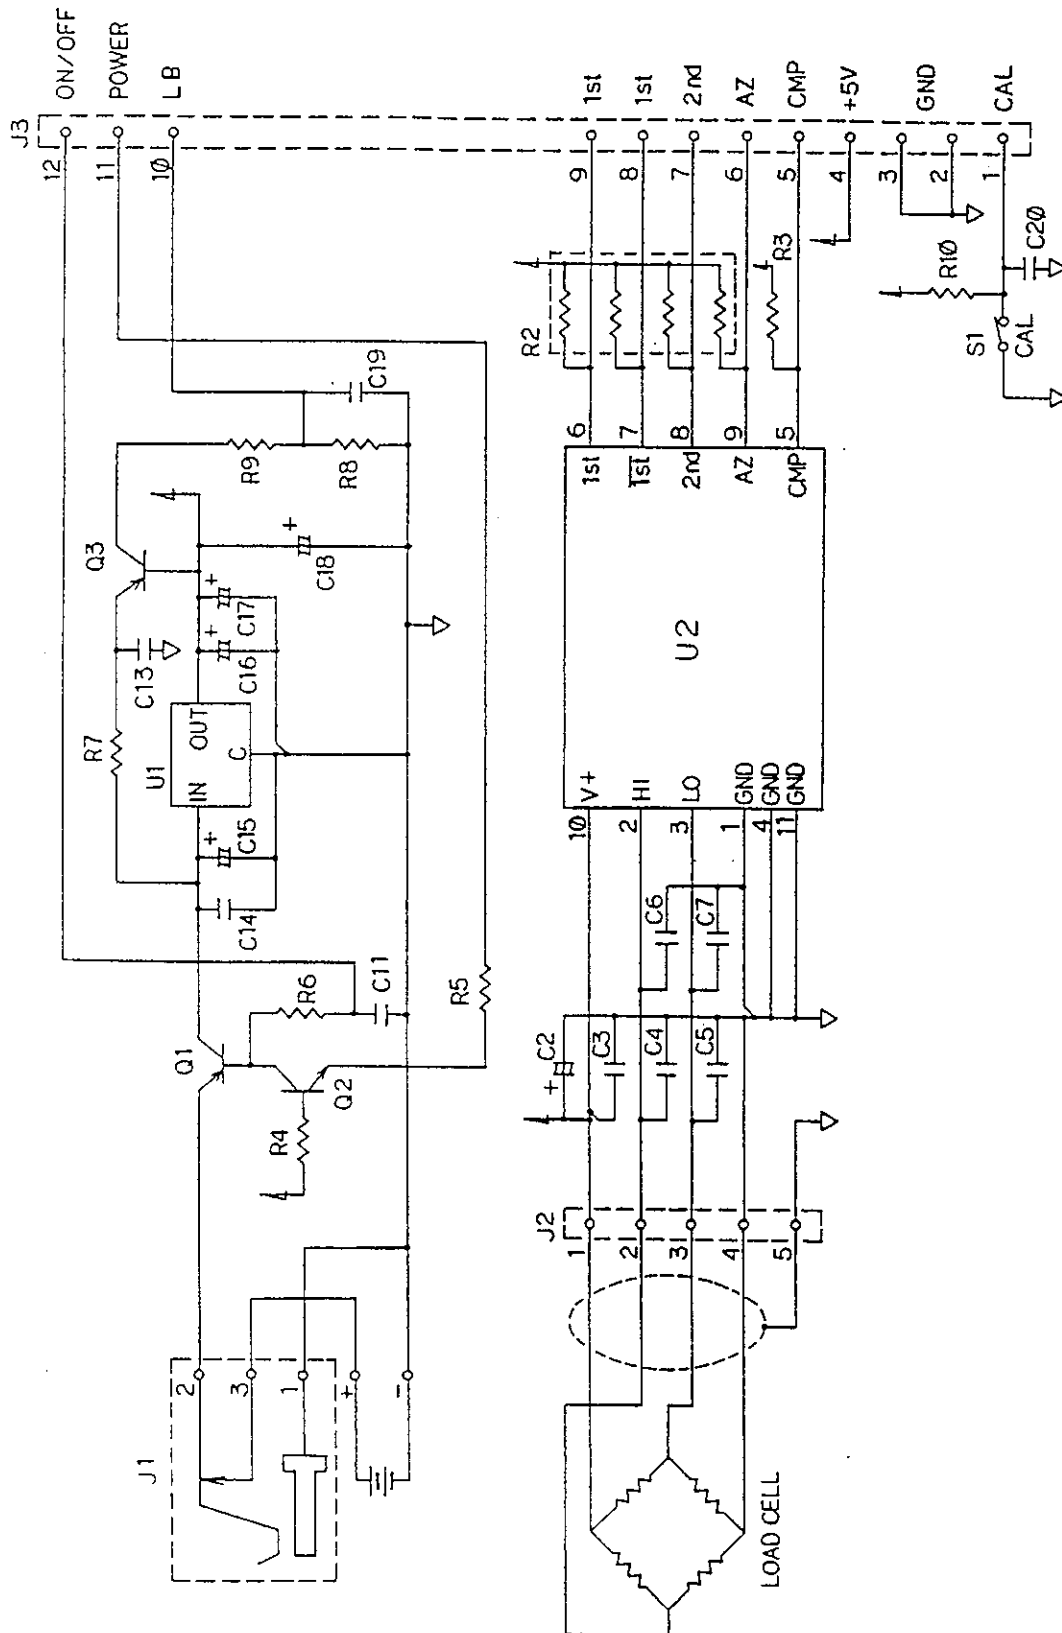 J3
12 ON/OFF
11 POWER
10 LB
9 1st
8 1st
7 2nd
6 AZ
5 CMP
4 +5V
3 GND
2
1 CAL
J1
2
3
1
+
-
Q1
Q2
R4
R5
R6
C11
C14
+
C15
U1
IN
OUT
C
R7
C13
Q3
+
C16
+
C17
+
C18
R9
R8
C19
LOAD CELL
J2
1
2
3
4
5
+
C2
C3
C4
C5
C6
C7
U2
10 V+
2 HI
3 LO
1 GND
4 GND
11 GND
1st 6
1st 7
2nd 8
AZ 9
CMP 5
R2
R3
R10
C20
S1
CAL